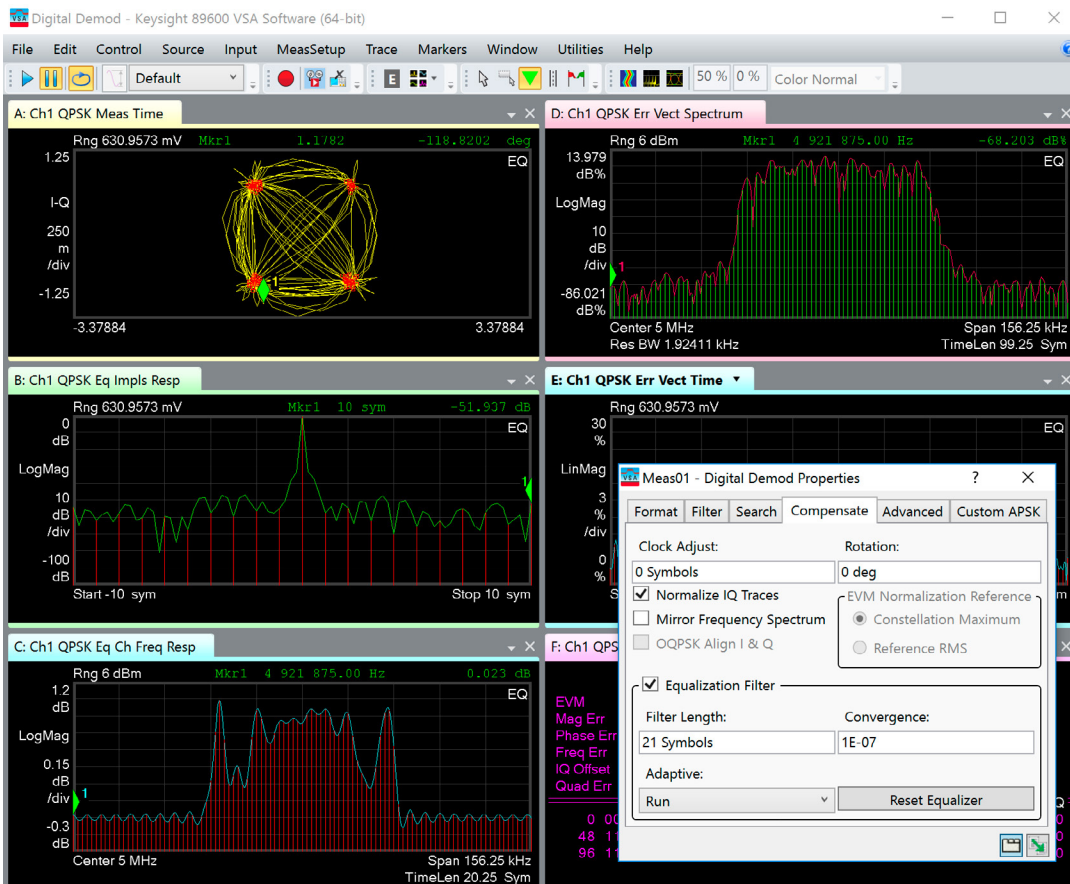 Digital Demod - Keysight 89600 VSA Software (64-bit)
File Edit Control Source Input MeasSetup Trace Markers Window Utilities Help
Default E 50 % 0 % Color Normal
A: Ch1 QPSK Meas Time
Rng 630.9573 mV Mkr1 1.1782 -118.8202 deg
1.25
EQ
I-Q
250
m
/div
1
-1.25
-3.37884 3.37884
D: Ch1 QPSK Err Vect Spectrum
Rng 6 dBm Mkr1 4 921 875.00 Hz -68.203 dB%
13.979
dB%
EQ
LogMag
10
dB
/div
1
-86.021
dB%
Center 5 MHz Span 156.25 kHz
Res BW 1.92411 kHz TimeLen 99.25 Sym
B: Ch1 QPSK Eq Impls Resp
Rng 630.9573 mV Mkr1 10 sym -51.937 dB
0
dB
EQ
LogMag
1
10
dB
/div
-100
dB
Start -10 sym Stop 10 sym
E: Ch1 QPSK Err Vect Time
Rng 630.9573 mV
30
%
EQ
LinMag
3
%
/div
0
%
C: Ch1 QPSK Eq Ch Freq Resp
Rng 6 dBm Mkr1 4 921 875.00 Hz 0.023 dB
1.2
dB
EQ
LogMag
0.15
dB
/div
1
-0.3
dB
Center 5 MHz Span 156.25 kHz
TimeLen 20.25 Sym
F: Ch1 QPS
EVM
Mag Err
Phase Err
Freq Err
IQ Offset
Quad Err
0
48
96
VSA Meas01 - Digital Demod Properties ?
Format Filter Search Compensate Advanced Custom APSK
Clock Adjust: Rotation:
0 Symbols 0 deg
Normalize IQ Traces
EVM Normalization Reference
Mirror Frequency Spectrum
Constellation Maximum
OQPSK Align I & Q
Reference RMS
Equalization Filter
Filter Length: Convergence:
21 Symbols 1E-07
Adaptive:
Run Reset Equalizer